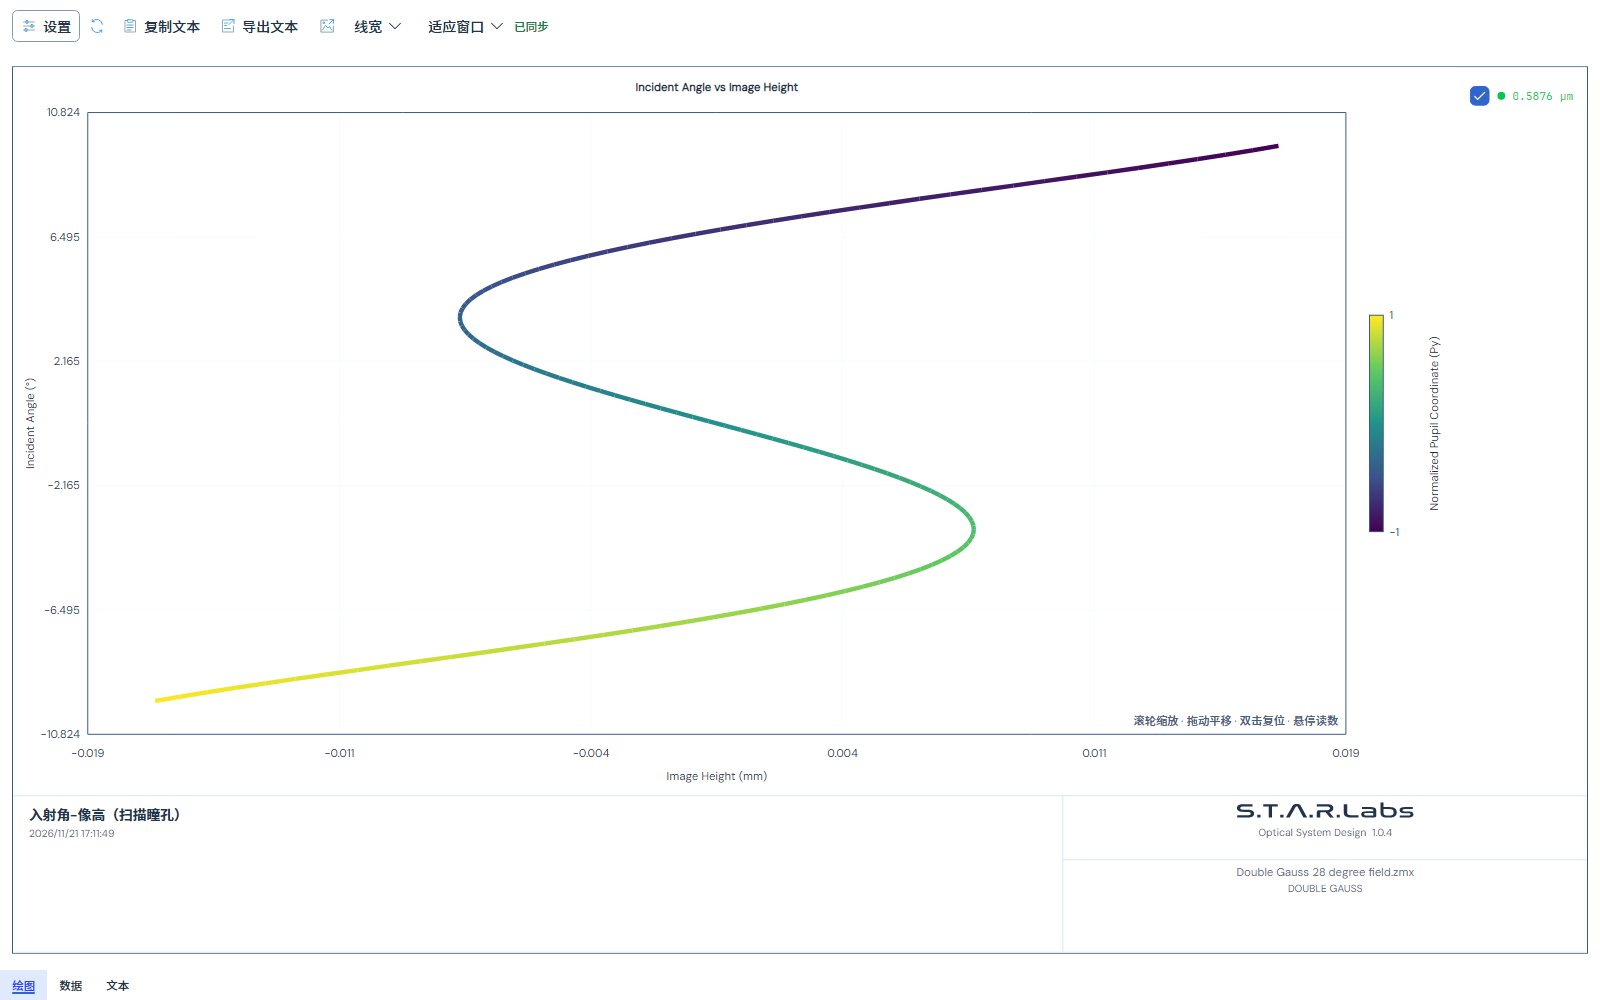 设置 复制文本 导出文本 线宽 适应窗口 已同步
Incident Angle vs Image Height
0.5876 μm
10.824
6.495
2.165
-2.165
-6.495
-10.824
Incident Angle (°)
-0.019 -0.011 -0.004 0.004 0.011 0.019
Image Height (mm)
滚轮缩放 · 拖动平移 · 双击复位 · 悬停读数
1
-1
Normalized Pupil Coordinate (Py)
入射角-像高（扫描瞳孔）
2026/11/21 17:11:49
S.T.A.R.Labs
Optical System Design 1.0.4
Double Gauss 28 degree field.zmx
DOUBLE GAUSS
绘图 数据 文本